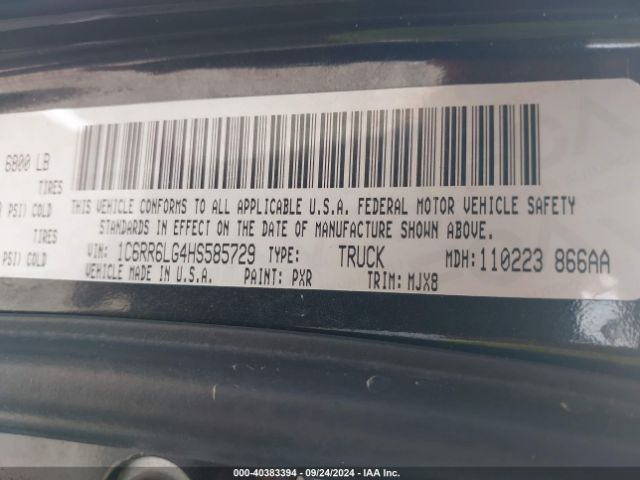 6800 LB
TIRES
PSI) COLD
PSI) COLD
TIRES
THIS VEHICLE CONFORMS TO ALL APPLICABLE U.S.A. FEDERAL MOTOR VEHICLE SAFETY
STANDARDS IN EFFECT ON THE DATE OF MANUFACTURE SHOWN ABOVE.
VIN: 1C6RR6LG4HS585729 TYPE: TRUCK MDH: 110223 866AA
VEHICLE MADE IN U.S.A. PAINT: PXR TRIM: MJX8
000-40383394 - 09/24/2024 - IAA Inc.